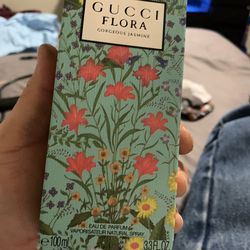 GUCCI
FLORA
GORGEOUS JASMINE
EAU DE PARFUM
VAPORISATEUR NATURAL SPRAY
e 100ml 3.3 FL.OZ